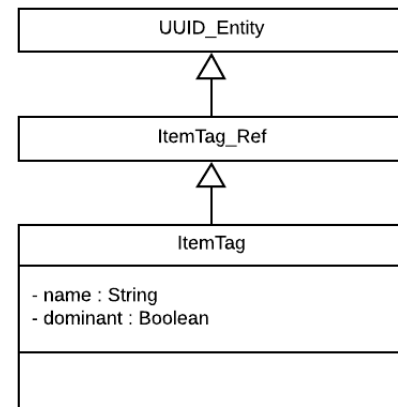 UUID_Entity
ItemTag_Ref
ItemTag
- name : String
- dominant : Boolean